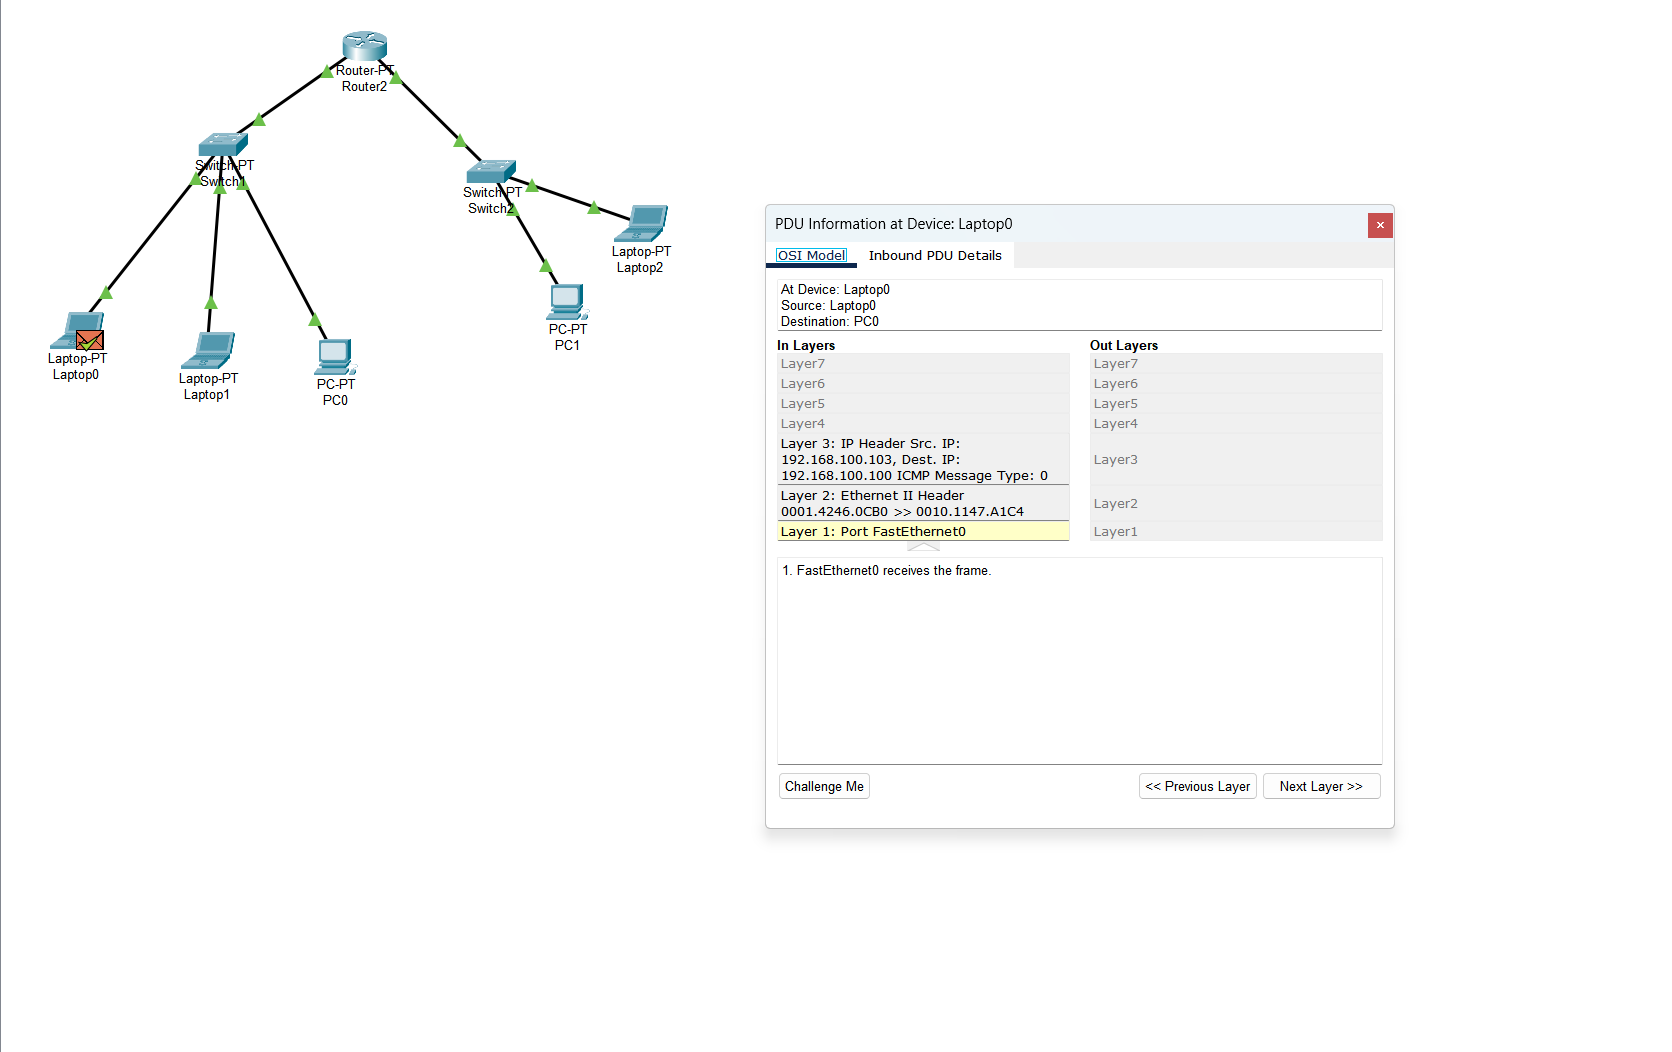 Router-PT
Router2
Switch-PT
Switch1
Switch-PT
Switch2
Laptop-PT
Laptop2
PC-PT
PC1
Laptop-PT
Laptop0
Laptop-PT
Laptop1
PC-PT
PC0
PDU Information at Device: Laptop0
OSI Model
Inbound PDU Details
At Device: Laptop0
Source: Laptop0
Destination: PC0
In Layers
Layer7
Layer6
Layer5
Layer4
Layer 3: IP Header Src. IP:
192.168.100.103, Dest. IP:
192.168.100.100 ICMP Message Type: 0
Layer 2: Ethernet II Header
0001.4246.0CB0 >> 0010.1147.A1C4
Layer 1: Port FastEthernet0
Out Layers
Layer7
Layer6
Layer5
Layer4
Layer3
Layer2
Layer1
1. FastEthernet0 receives the frame.
Challenge Me
<< Previous Layer
Next Layer >>